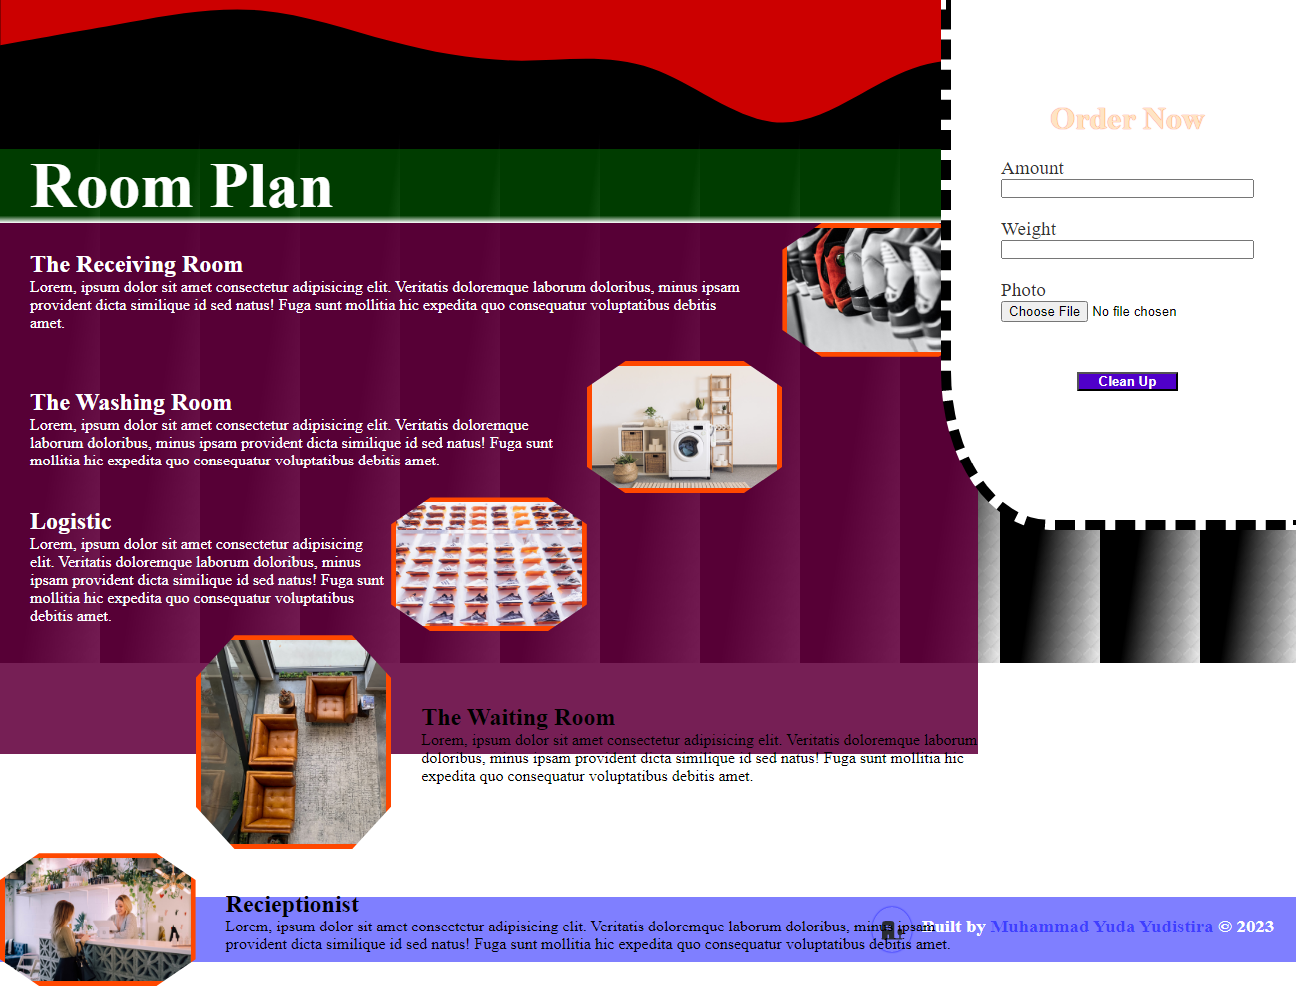 Room Plan
The Receiving Room
Lorem, ipsum dolor sit amet consectetur adipisicing elit. Veritatis doloremque laborum doloribus, minus ipsam
provident dicta similique id sed natus! Fuga sunt mollitia hic expedita quo consequatur voluptatibus debitis
amet.
The Washing Room
Lorem, ipsum dolor sit amet consectetur adipisicing elit. Veritatis doloremque
laborum doloribus, minus ipsam provident dicta similique id sed natus! Fuga sunt
mollitia hic expedita quo consequatur voluptatibus debitis amet.
Logistic
Lorem, ipsum dolor sit amet consectetur adipisicing
elit. Veritatis doloremque laborum doloribus, minus
ipsam provident dicta similique id sed natus! Fuga sunt
mollitia hic expedita quo consequatur voluptatibus
debitis amet.
The Waiting Room
Lorem, ipsum dolor sit amet consectetur adipisicing elit. Veritatis doloremque laborum
doloribus, minus ipsam provident dicta similique id sed natus! Fuga sunt mollitia hic
expedita quo consequatur voluptatibus debitis amet.
Recieptionist
Lorem, ipsum dolor sit amet consectetur adipisicing elit. Veritatis doloremque laborum doloribus, minus ipsam
provident dicta similique id sed natus! Fuga sunt mollitia hic expedita quo consequatur voluptatibus debitis amet.
Order Now
Amount
Weight
Photo
Choose File No file chosen
Clean Up
Built by Muhammad Yuda Yudistira © 2023